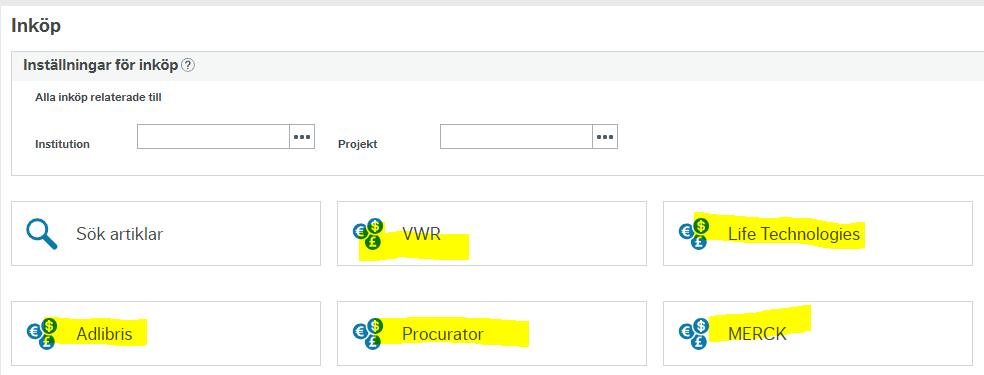 Inköp
Inställningar för inköp ?
Alla inköp relaterade till
Institution ... Projekt ...
Sök artiklar
€ $ £ VWR
€ $ £ Life Technologies
€ $ £ Adlibris
€ $ £ Procurator
€ $ £ MERCK